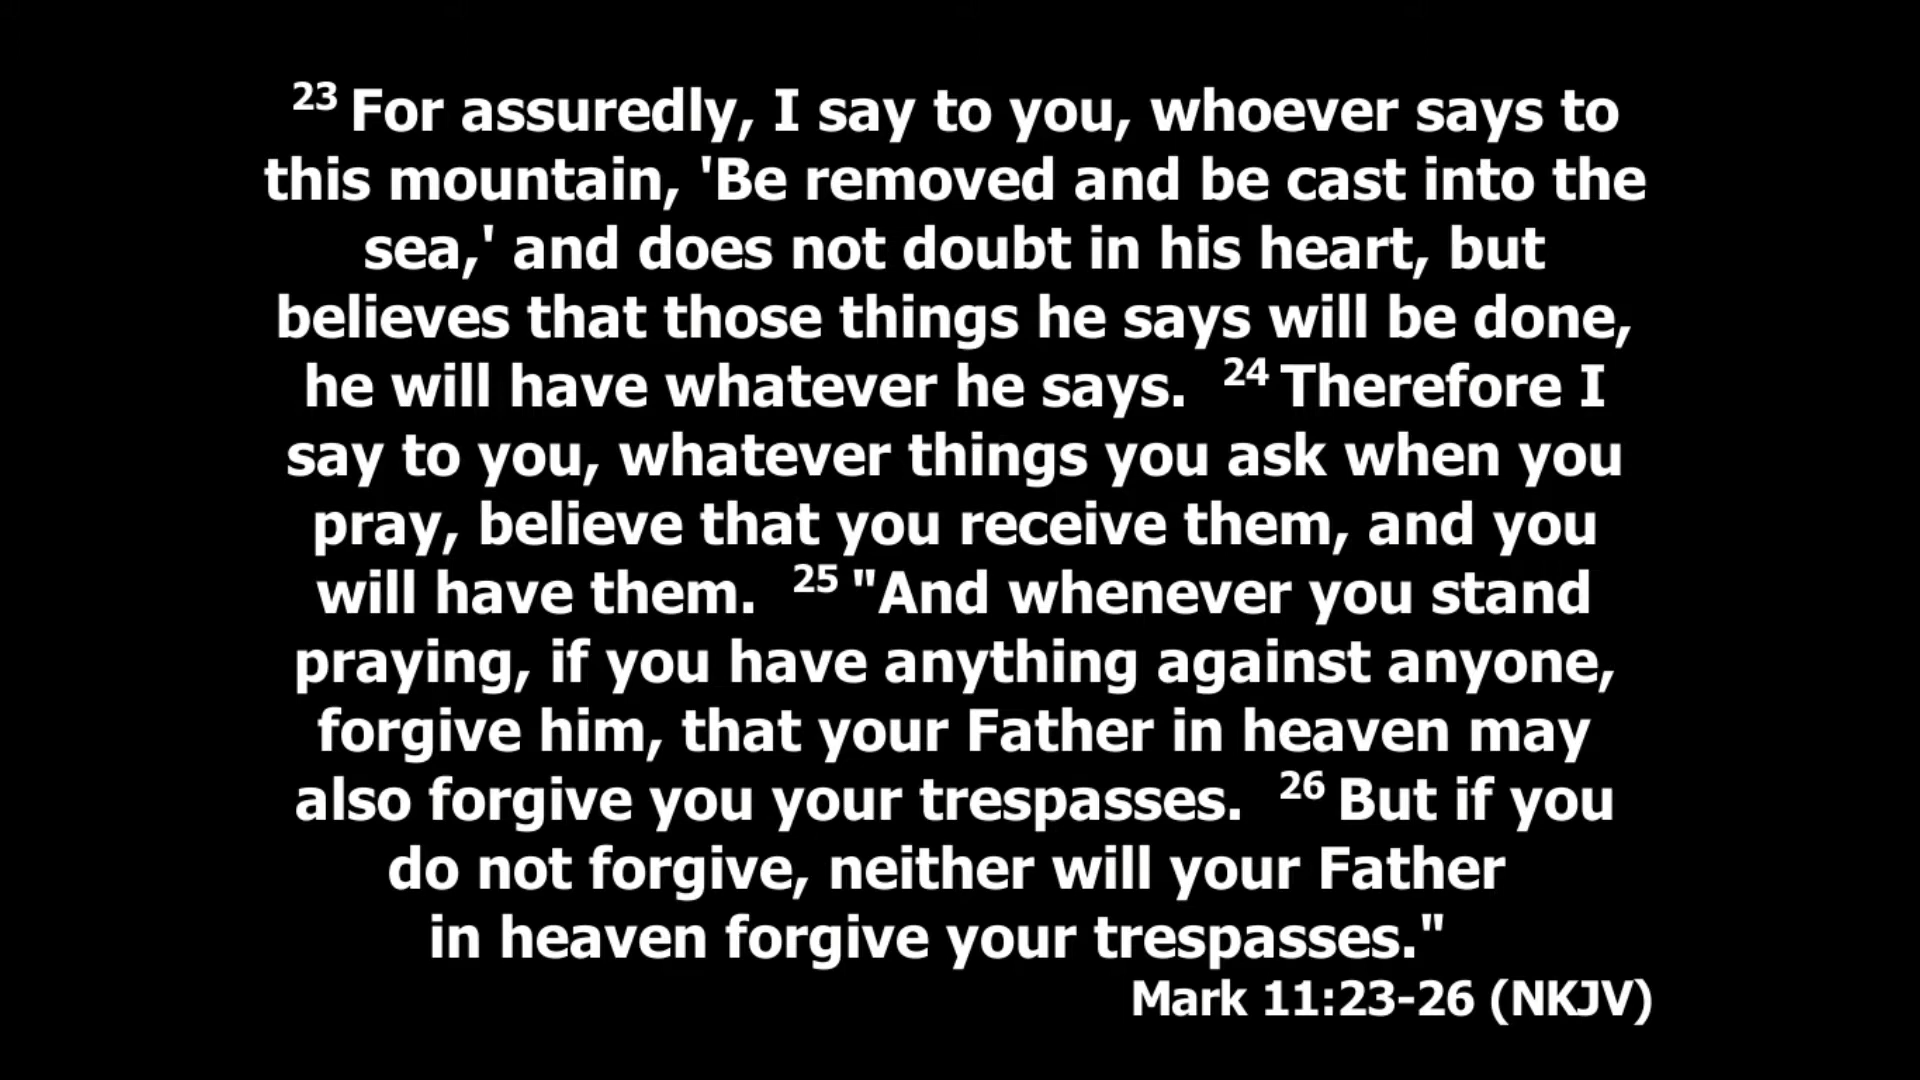 23 For assuredly, I say to you, whoever says to
this mountain, 'Be removed and be cast into the
sea,' and does not doubt in his heart, but
believes that those things he says will be done,
he will have whatever he says. 24 Therefore I
say to you, whatever things you ask when you
pray, believe that you receive them, and you
will have them. 25 "And whenever you stand
praying, if you have anything against anyone,
forgive him, that your Father in heaven may
also forgive you your trespasses. 26 But if you
do not forgive, neither will your Father
in heaven forgive your trespasses."
Mark 11:23-26 (NKJV)